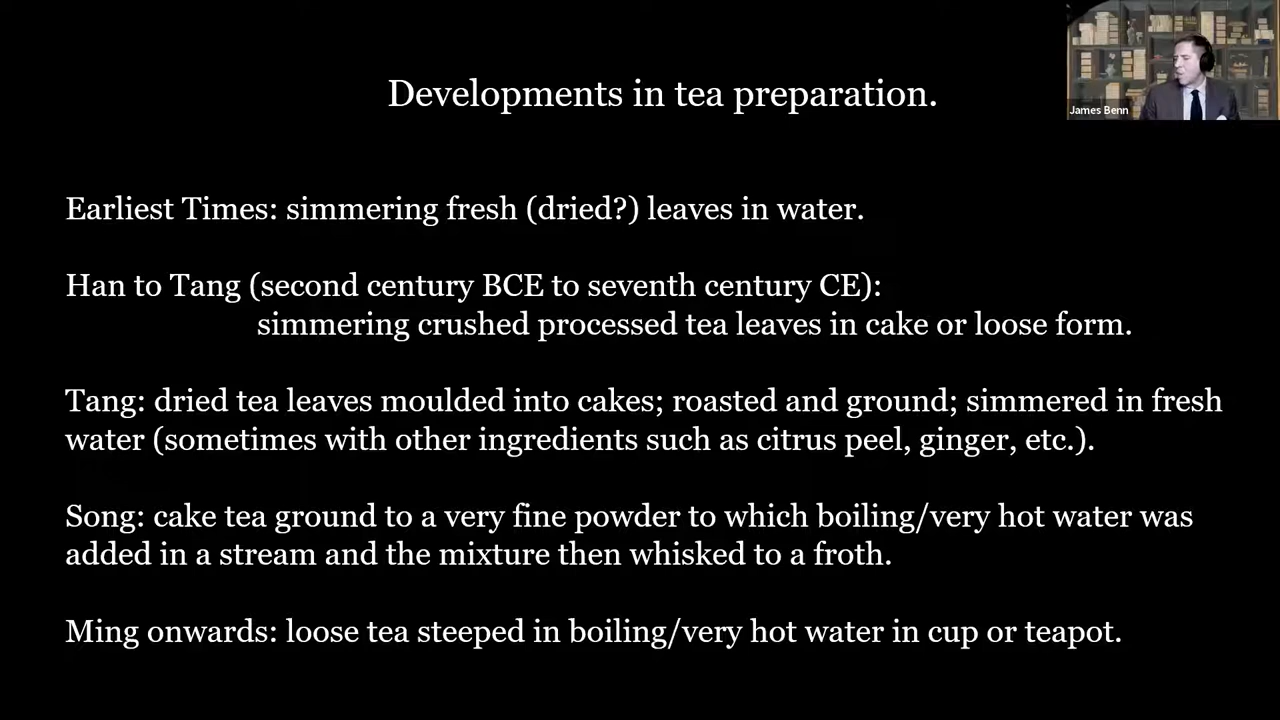 James Benn
Developments in tea preparation.
Earliest Times: simmering fresh (dried?) leaves in water.
Han to Tang (second century BCE to seventh century CE):
simmering crushed processed tea leaves in cake or loose form.
Tang: dried tea leaves moulded into cakes; roasted and ground; simmered in fresh
water (sometimes with other ingredients such as citrus peel, ginger, etc.).
Song: cake tea ground to a very fine powder to which boiling/very hot water was
added in a stream and the mixture then whisked to a froth.
Ming onwards: loose tea steeped in boiling/very hot water in cup or teapot.